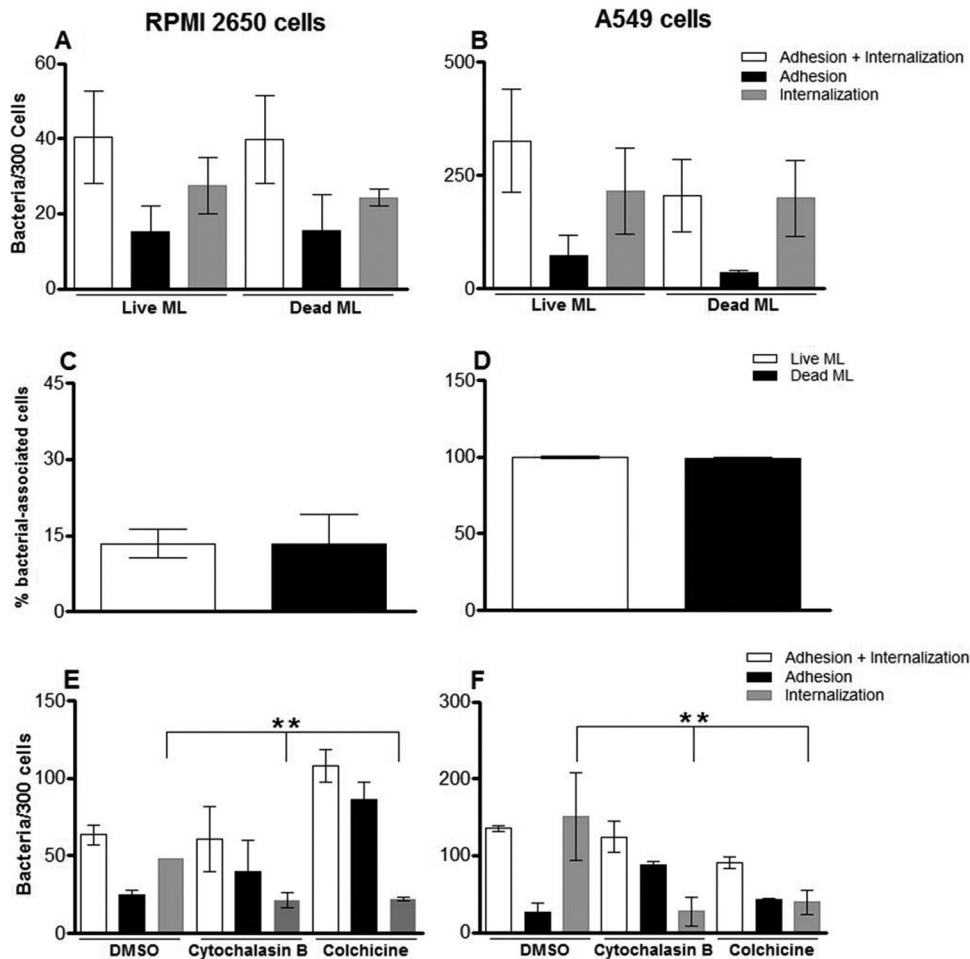 RPMI 2650 cells
A549 cells
A
Bacteria/300 Cells
60
40
20
0
Live ML
Dead ML
B
500
250
0
Live ML
Dead ML
Adhesion + Internalization
Adhesion
Internalization
C
% bacterial-associated cells
45
30
15
0
D
150
100
50
0
Live ML
Dead ML
E
Bacteria/300 cells
150
100
50
0
**
DMSO
Cytochalasin B
Colchicine
F
300
200
100
0
**
DMSO
Cytochalasin B
Colchicine
Adhesion + Internalization
Adhesion
Internalization